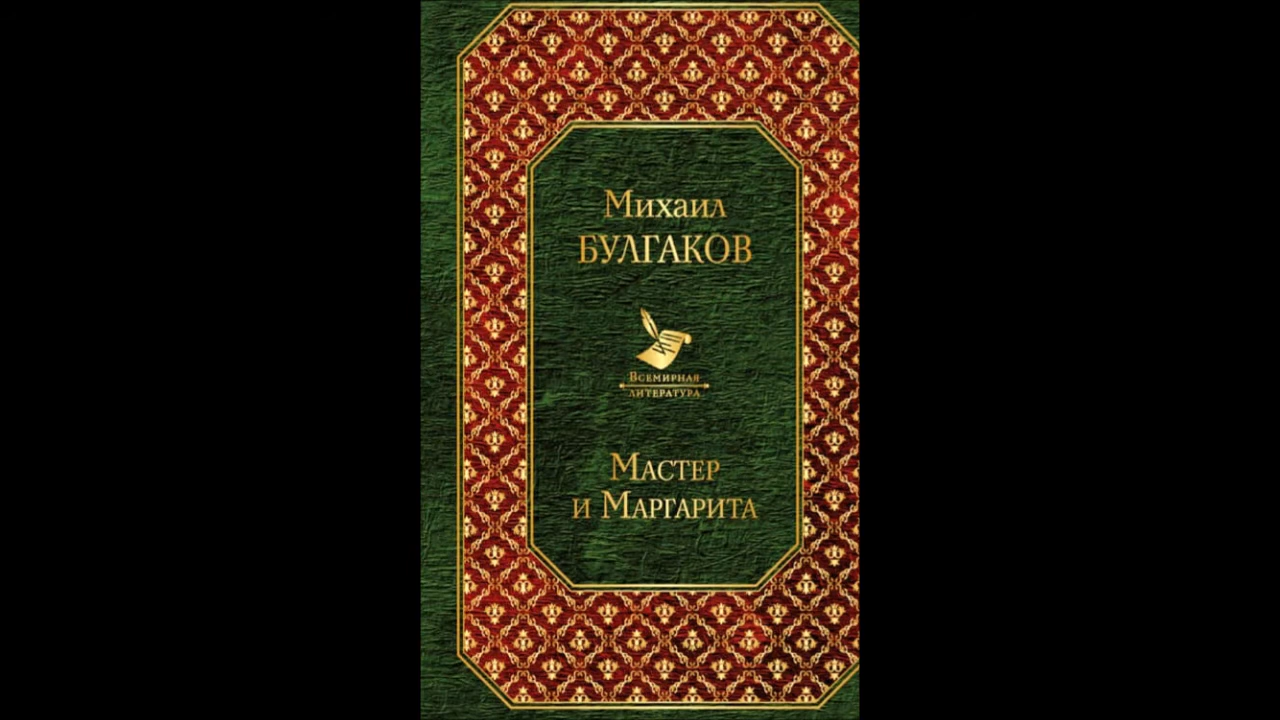 Михаил
БУЛГАКОВ
Всемирная
литература
Мастер
и Маргарита